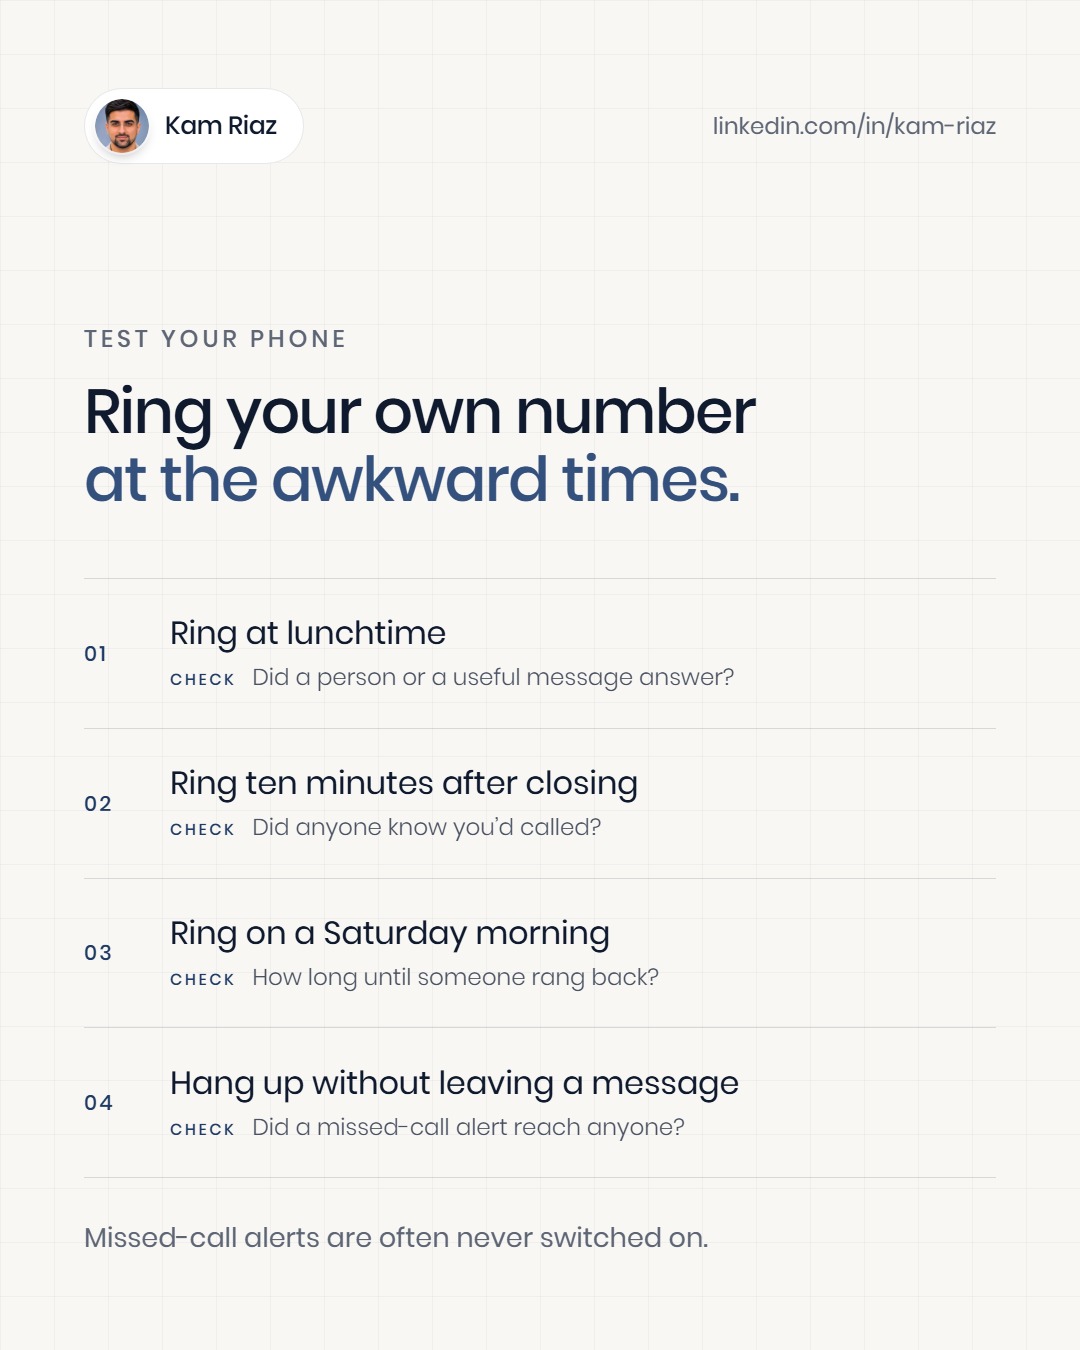 Kam Riaz
linkedin.com/in/kam-riaz
TEST YOUR PHONE
Ring your own number
at the awkward times.
01
Ring at lunchtime
CHECK Did a person or a useful message answer?
02
Ring ten minutes after closing
CHECK Did anyone know you’d called?
03
Ring on a Saturday morning
CHECK How long until someone rang back?
04
Hang up without leaving a message
CHECK Did a missed-call alert reach anyone?
Missed-call alerts are often never switched on.